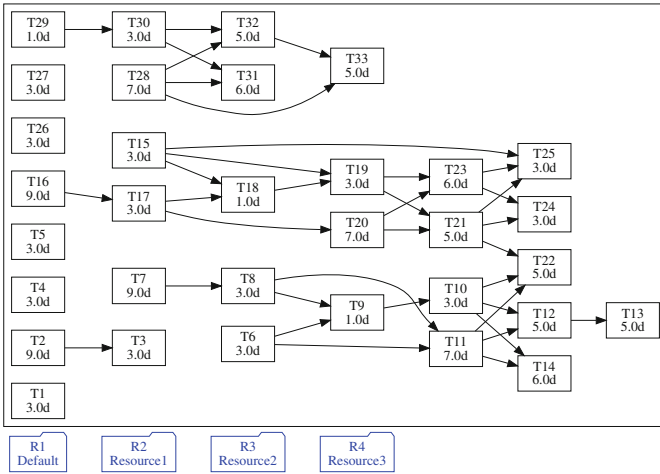 T29
1.0d
T30
3.0d
T32
5.0d
T33
5.0d
T27
3.0d
T28
7.0d
T31
6.0d
T26
3.0d
T15
3.0d
T25
3.0d
T19
3.0d
T23
6.0d
T16
9.0d
T17
3.0d
T18
1.0d
T24
3.0d
T20
7.0d
T21
5.0d
T5
3.0d
T22
5.0d
T4
3.0d
T7
9.0d
T8
3.0d
T10
3.0d
T9
1.0d
T12
5.0d
T13
5.0d
T2
9.0d
T3
3.0d
T6
3.0d
T11
7.0d
T14
6.0d
T1
3.0d
R1
Default
R2
Resource1
R3
Resource2
R4
Resource3